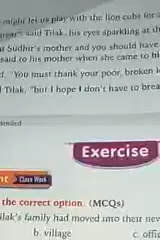 might let us play with the lion cubs for a
said Tilak, his eyes sparkling at th
Sudhir's mother and you should have
said to his mother when she came to hi
"You must thank your poor, broken l
Tilak, "but I hope I don't have to brea
Exercise
Class Work
the correct option. (MCQs)
ilak's family had moved into their new
b. village
c. offi